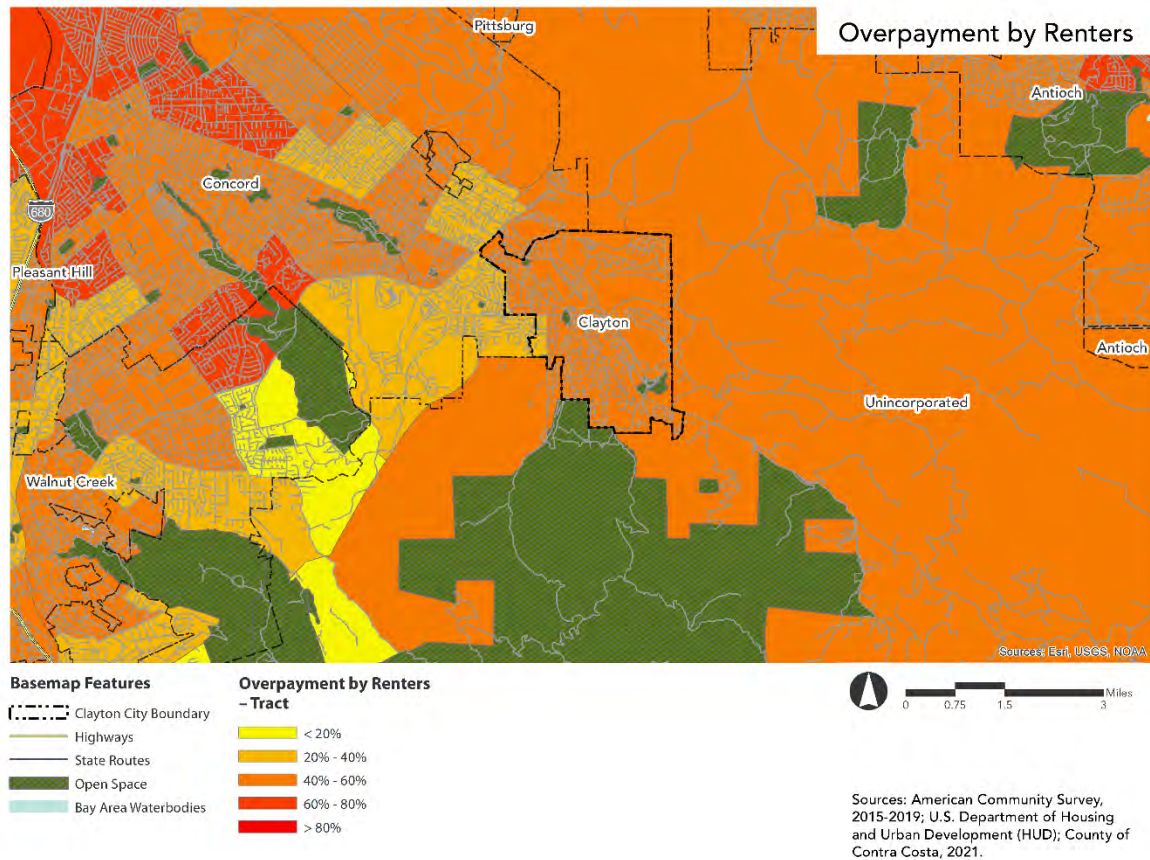 Overpayment by Renters
Pittsburg
Antioch
Concord
680
Pleasant Hill
Clayton
Antioch
Unincorporated
Walnut Creek
Sources: Esri, USGS, NOAA
Basemap Features
Clayton City Boundary
Highways
State Routes
Open Space
Bay Area Waterbodies
Overpayment by Renters
– Tract
< 20%
20% - 40%
40% - 60%
60% - 80%
> 80%
Miles
0 0.75 1.5 3
Sources: American Community Survey,
2015-2019; U.S. Department of Housing
and Urban Development (HUD); County of
Contra Costa, 2021.